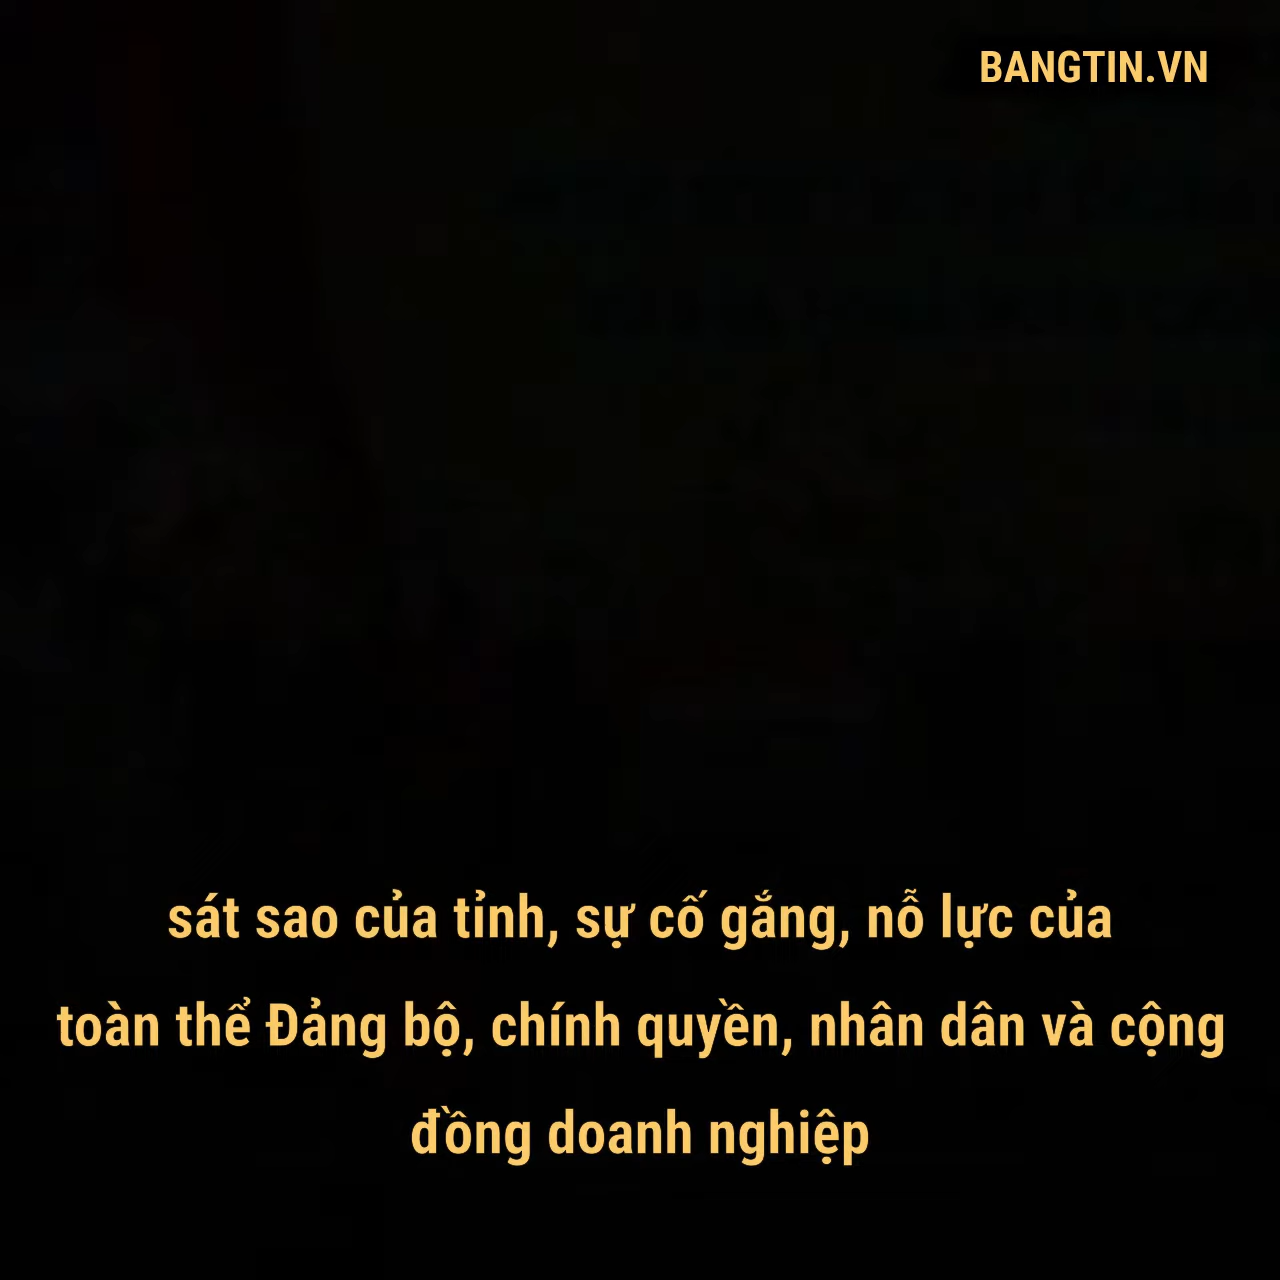 BANGTIN.VN
sát sao của tỉnh, sự cố gắng, nỗ lực của
toàn thể Đảng bộ, chính quyền, nhân dân và cộng
đồng doanh nghiệp